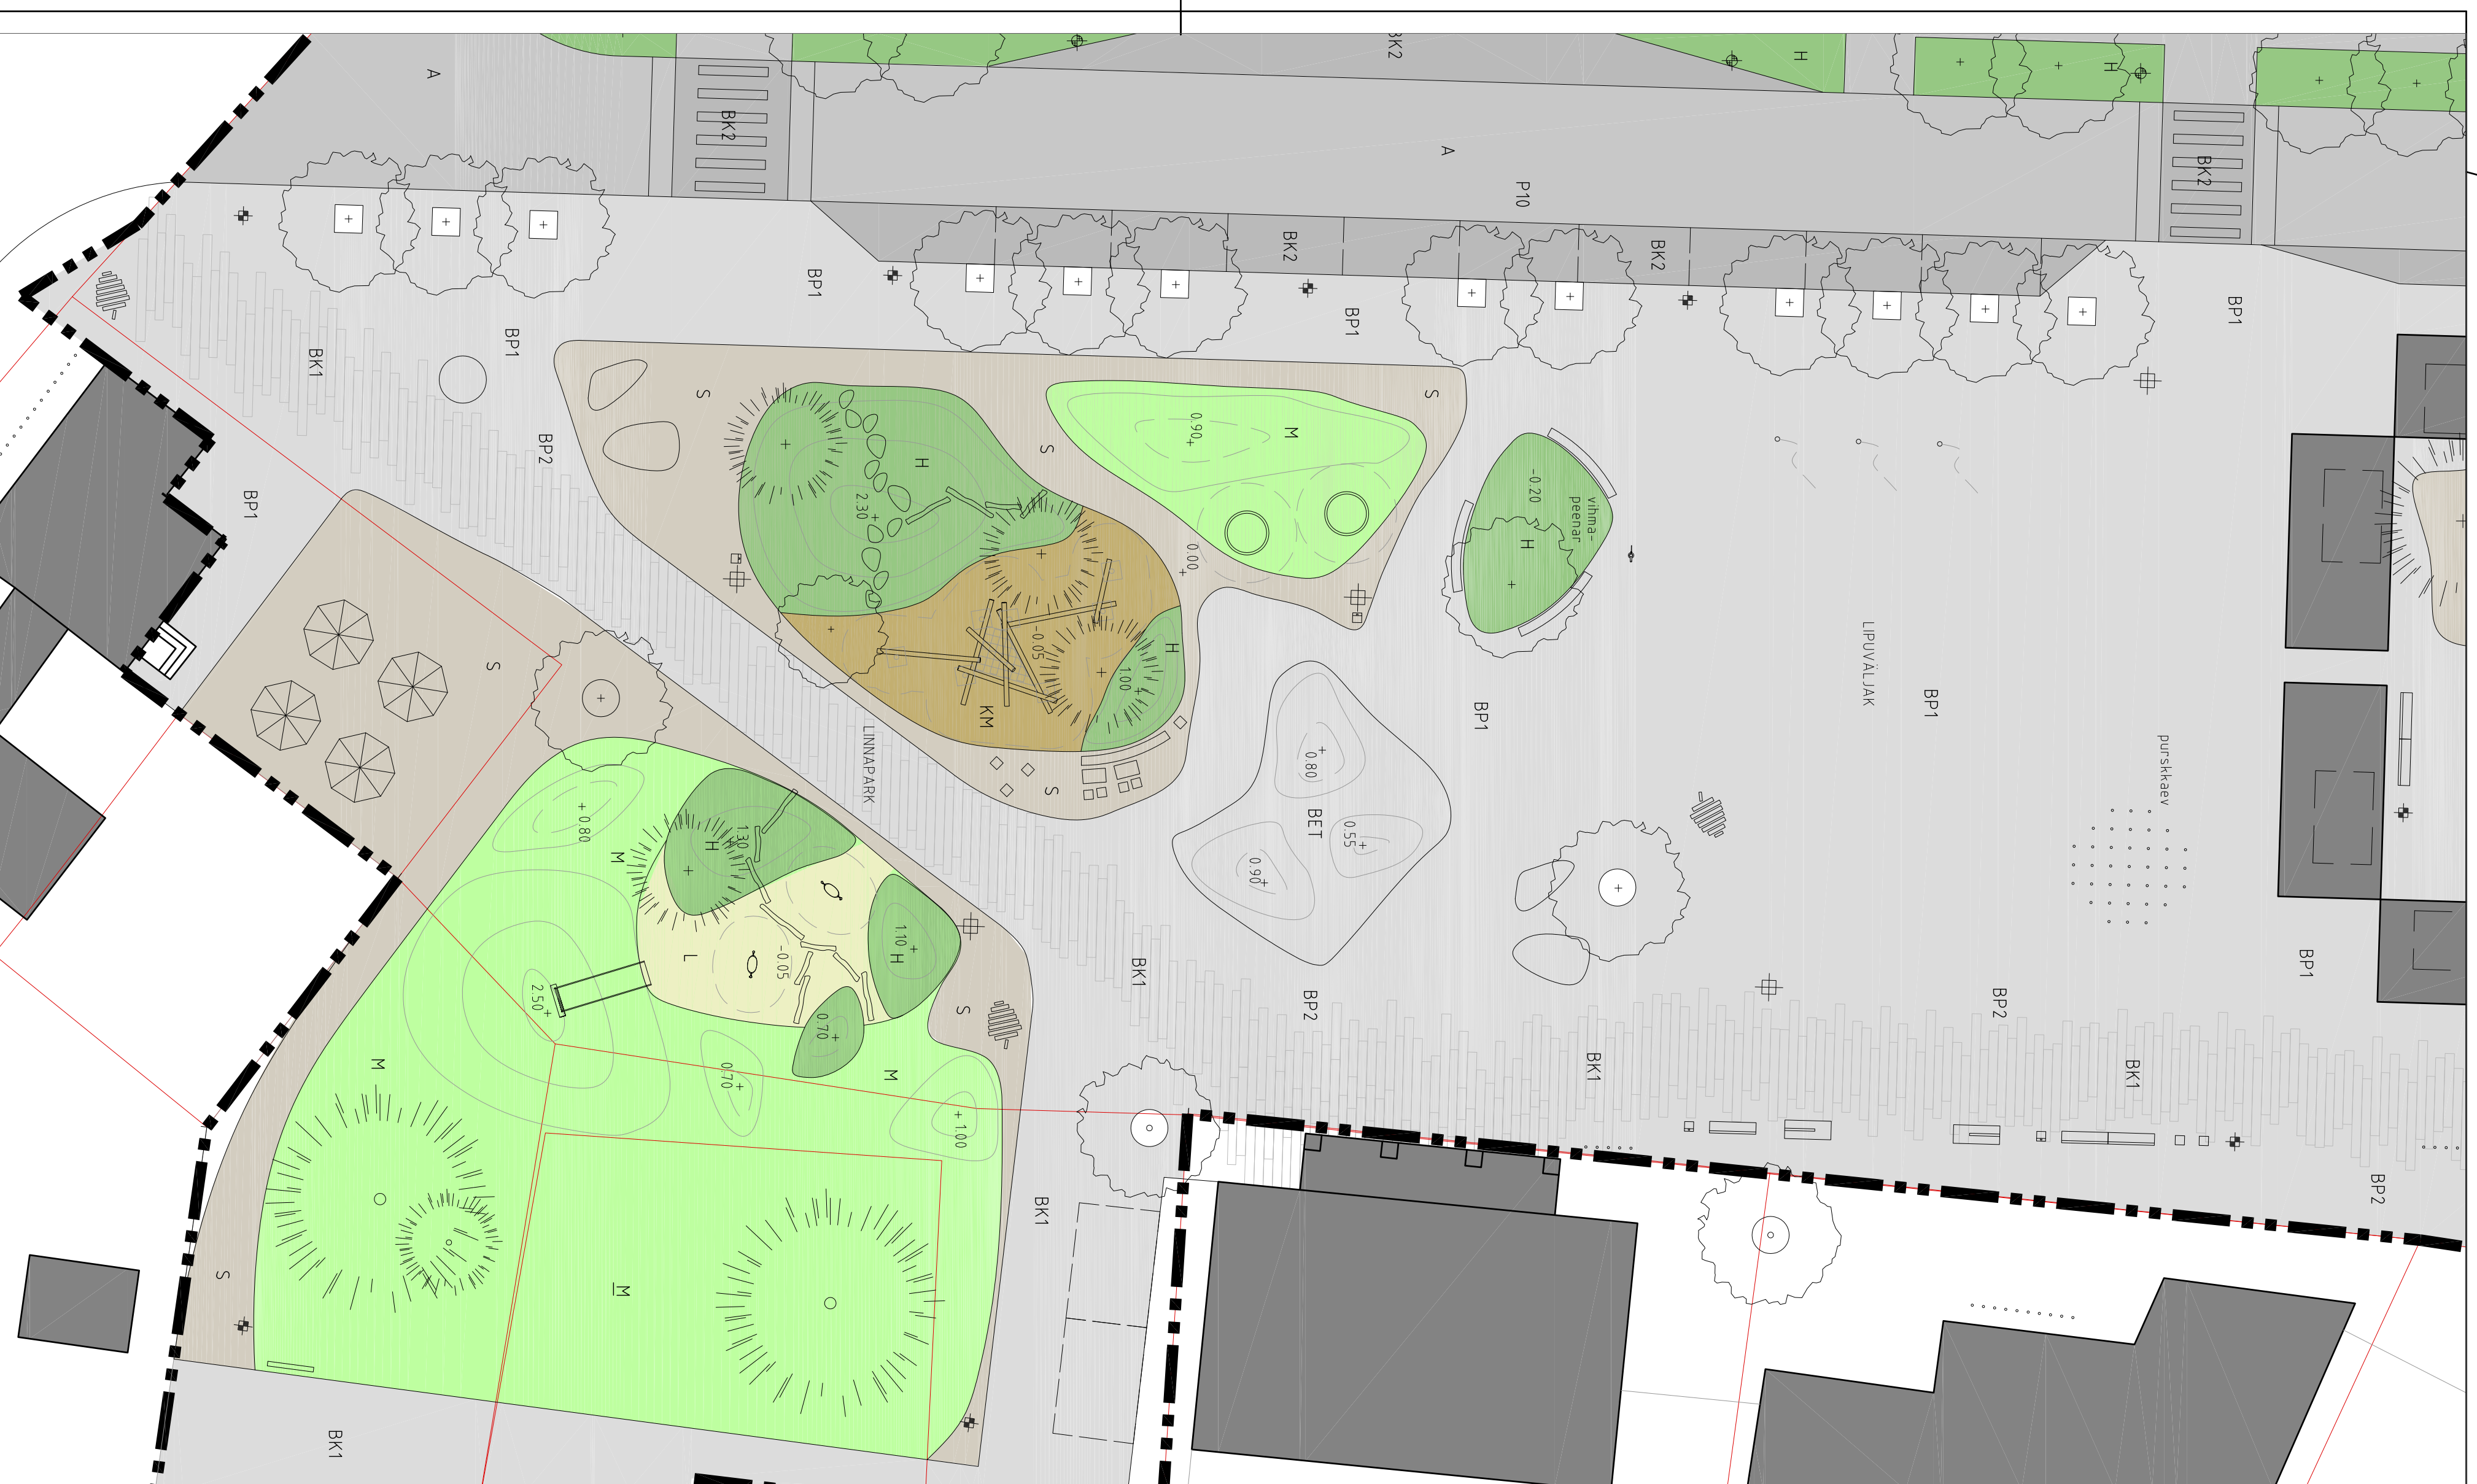 A
BK2
BK2
H
H
BK2
A
P10
BK2
BK2
BP1
BP1
BP1
BP1
BK1
BP2
BP1
S
S
S
S
H
2.30
0.90
M
0.00
-0.20
vihma-
peenar
H
-0.05
H
1.00
KM
S
LINNAPARK
LIPUVÄLJAK
BP1
BP1
purskkaev
0.80
BET
0.55
0.90
0.80
M
1.30
H
1.10
H
L
-0.05
2.50
0.70
0.70
M
M
1.00
S
BK1
BP2
BK1
BP2
BK1
BP1
BP2
BK1
S
M
BK1